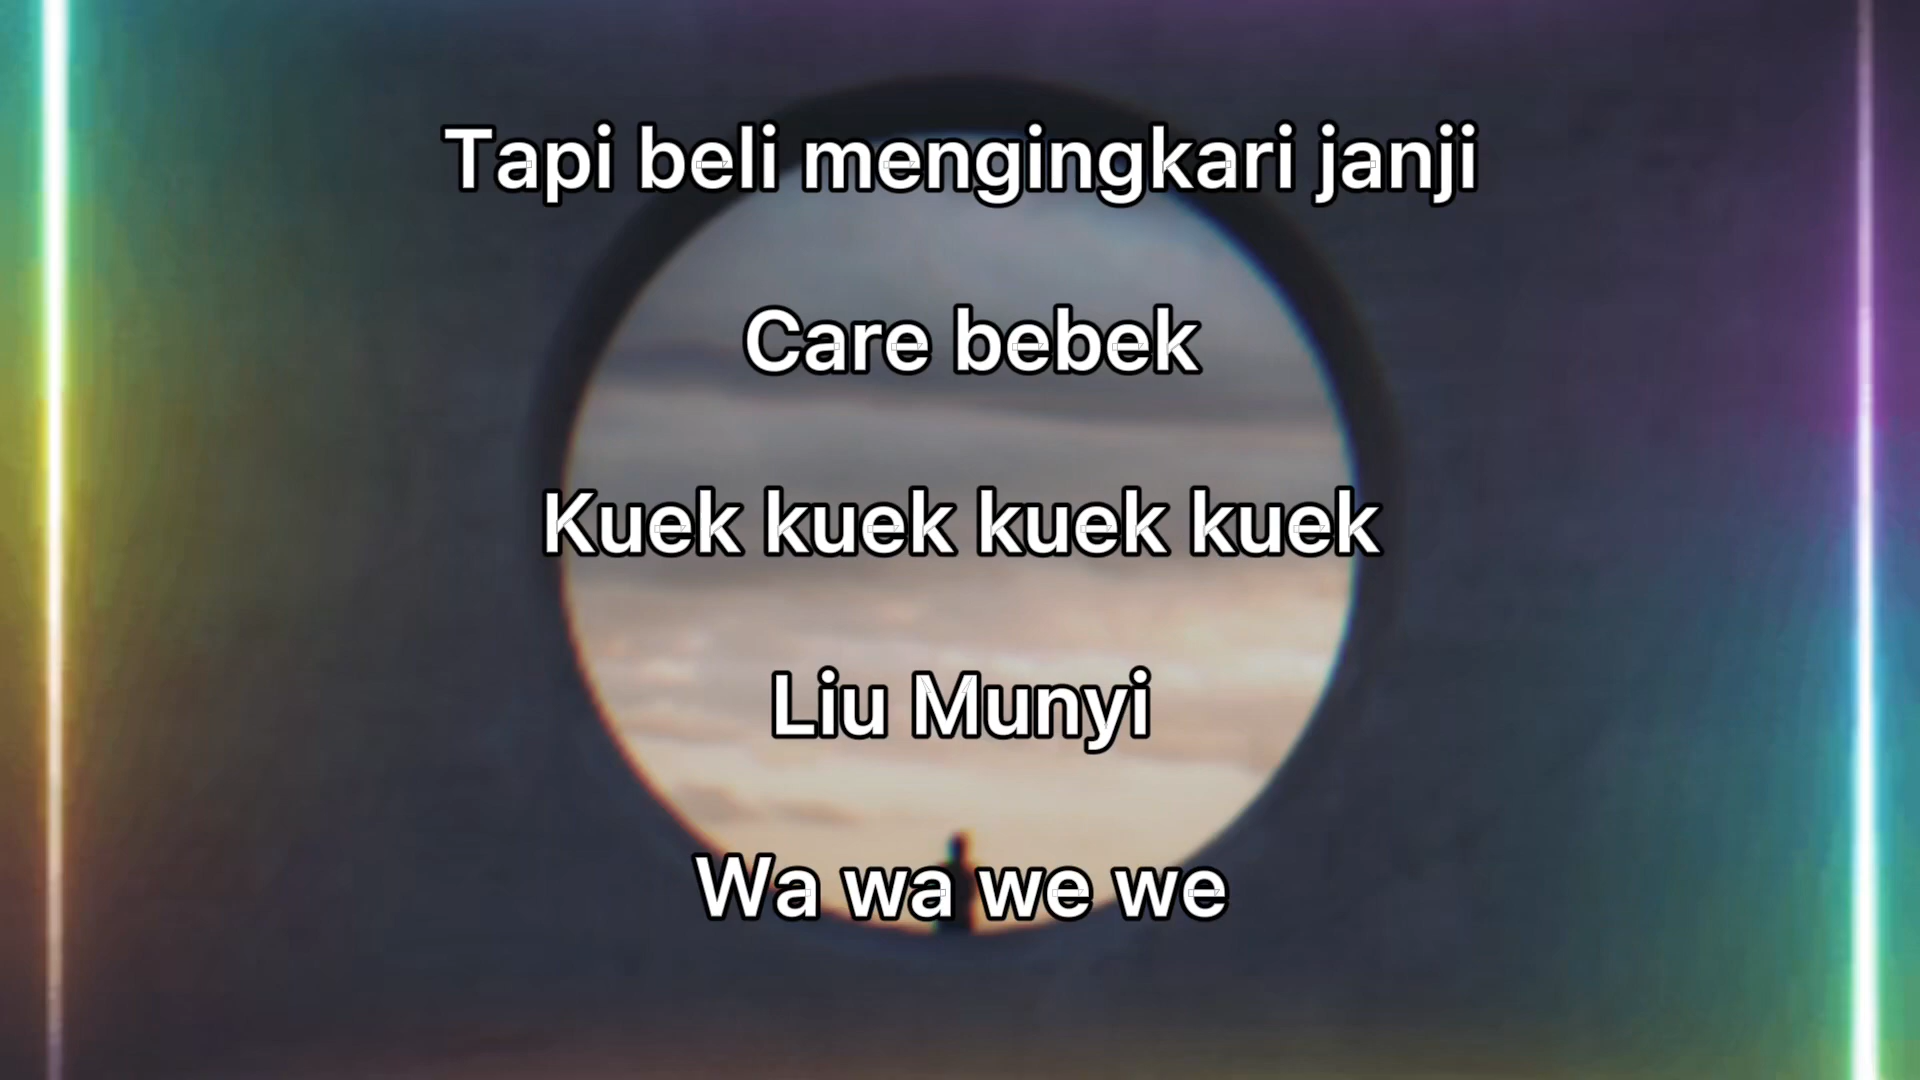 Tapi beli mengingkari janji
Care bebek
Kuek kuek kuek kuek
Liu Munyi
Wa wa we we